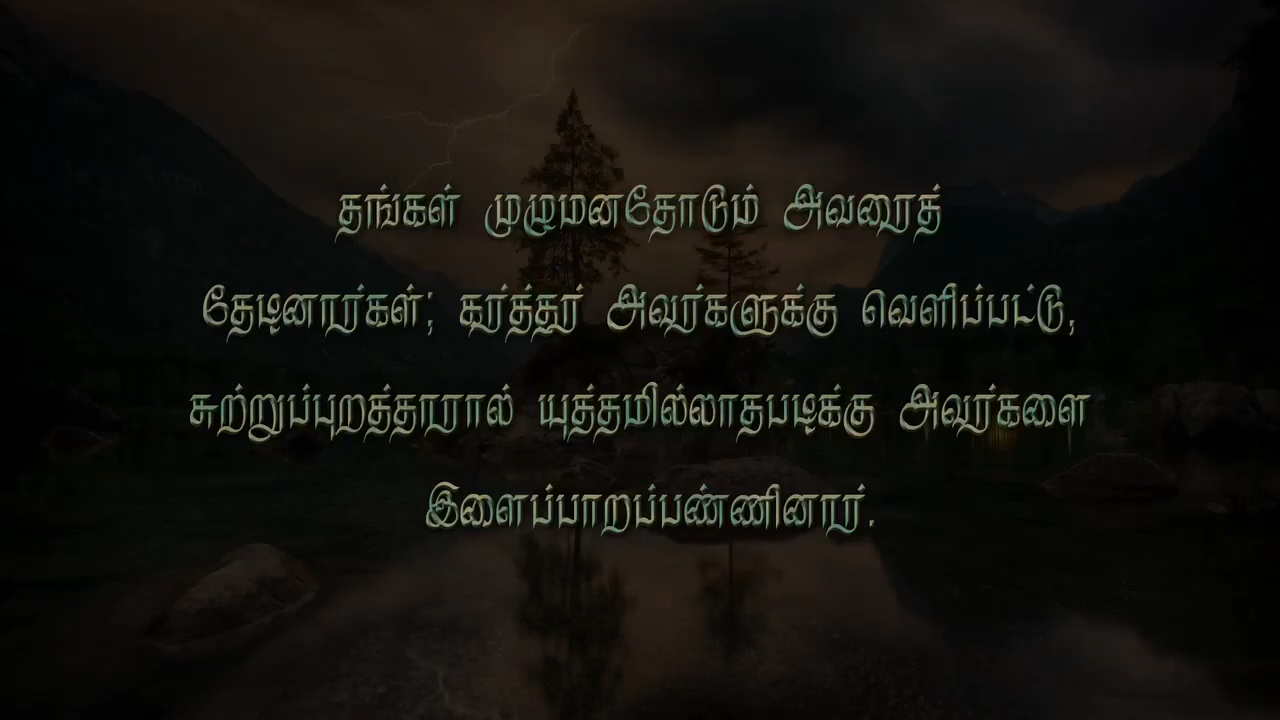 தங்கள் முழுமனதோடும் அவரைத்
தேடினார்கள்; கர்த்தர் அவர்களுக்கு வெளிப்பட்டு,
சுற்றுப்புறத்தாரால் யுத்தமில்லாதபடிக்கு அவர்களை
இளைப்பாறப்பண்ணினார்.